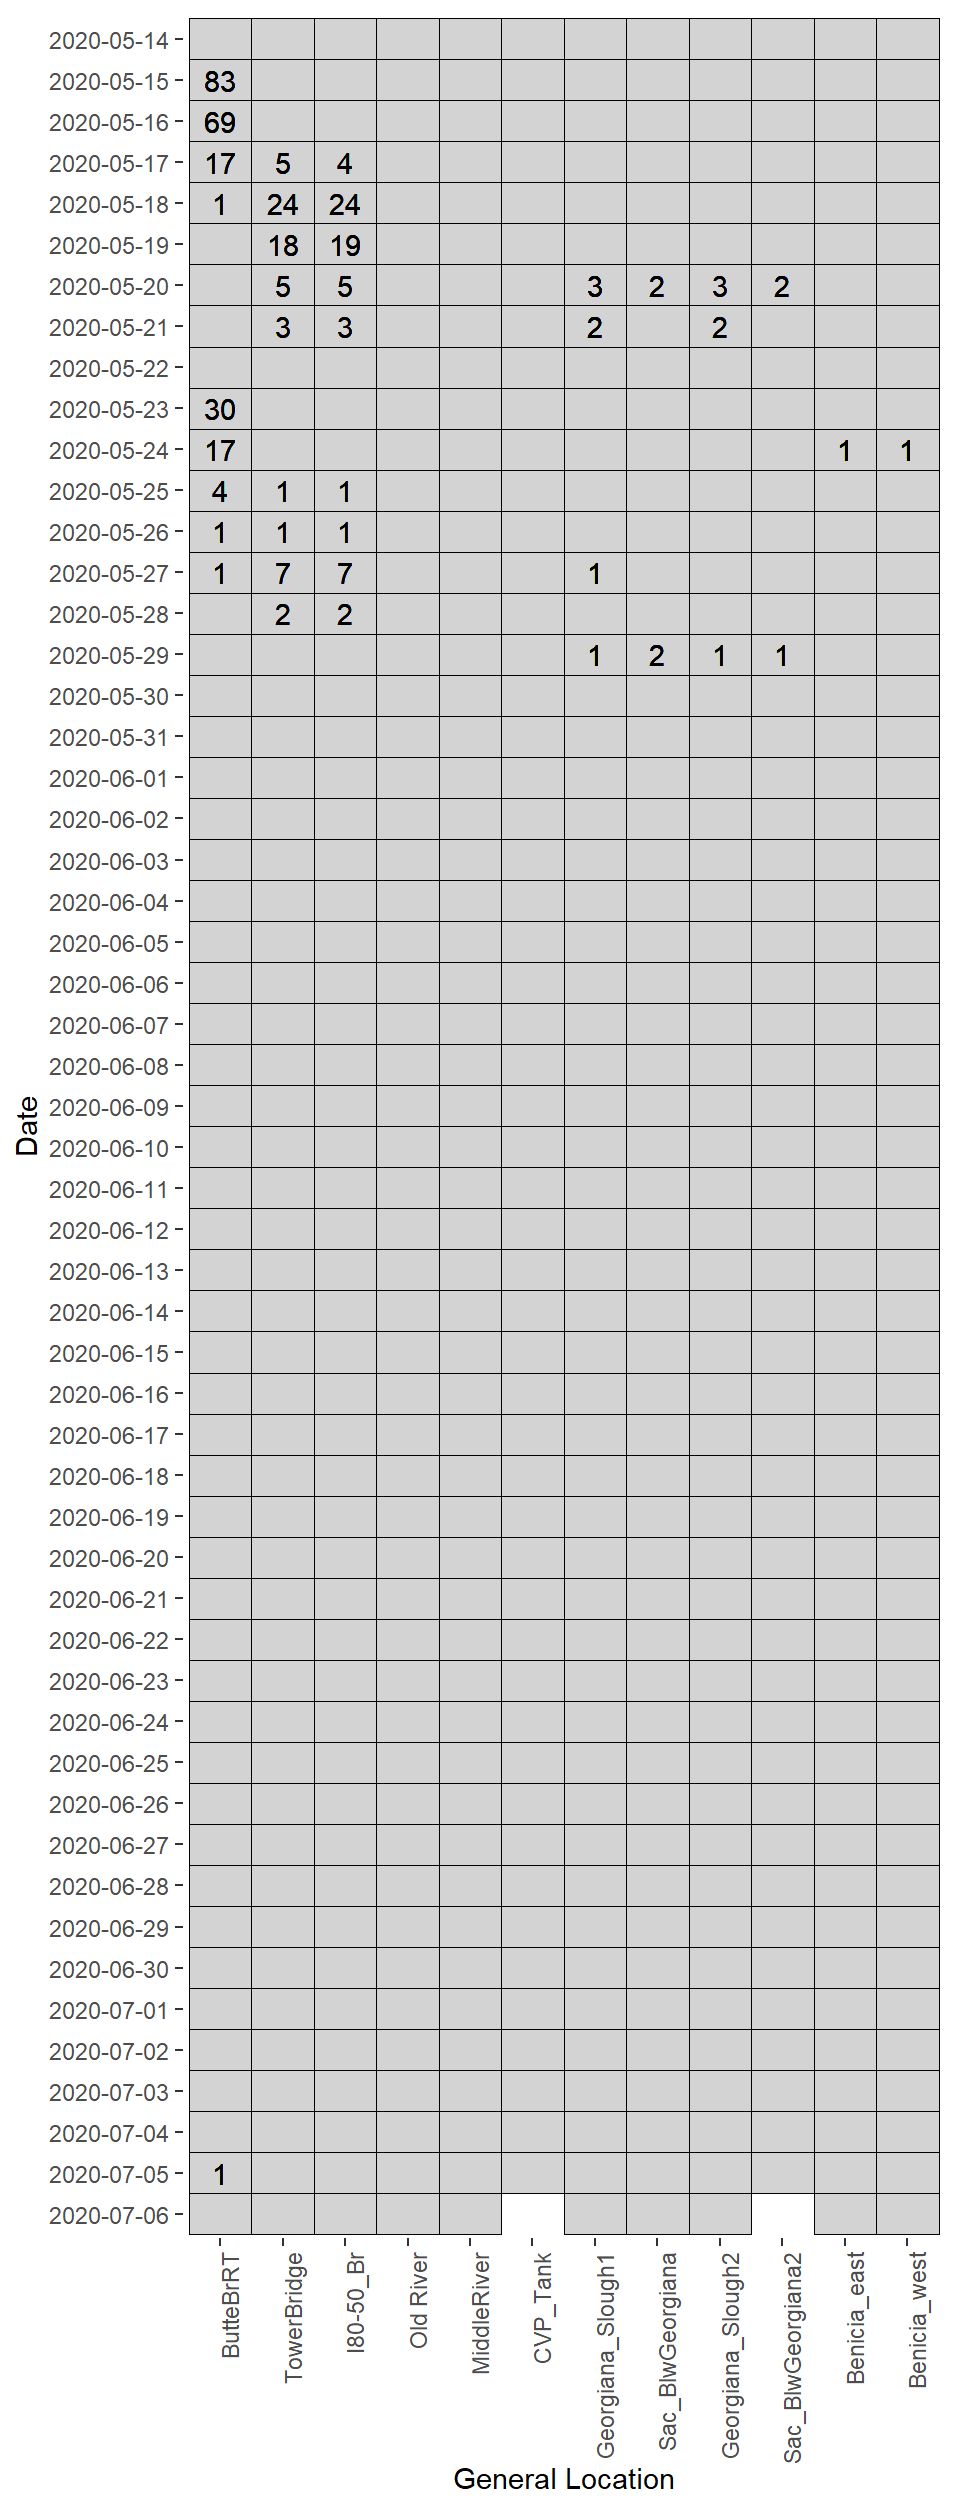 2020-05-14
2020-05-15 83
2020-05-16 69
2020-05-17 17 5 4
2020-05-18 1 24 24
2020-05-19 18 19
2020-05-20 5 5 3 2 3 2
2020-05-21 3 3 2 2
2020-05-22
2020-05-23 30
2020-05-24 17 1 1
2020-05-25 4 1 1
2020-05-26 1 1 1
2020-05-27 1 7 7 1
2020-05-28 2 2
2020-05-29 1 2 1 1
2020-05-30
2020-05-31
2020-06-01
2020-06-02
2020-06-03
2020-06-04
2020-06-05
2020-06-06
2020-06-07
2020-06-08
2020-06-09
2020-06-10
2020-06-11
2020-06-12
2020-06-13
2020-06-14
2020-06-15
2020-06-16
2020-06-17
2020-06-18
2020-06-19
2020-06-20
2020-06-21
2020-06-22
2020-06-23
2020-06-24
2020-06-25
2020-06-26
2020-06-27
2020-06-28
2020-06-29
2020-06-30
2020-07-01
2020-07-02
2020-07-03
2020-07-04
2020-07-05 1
2020-07-06
Date
ButteBrRT
TowerBridge
I80-50_Br
Old River
MiddleRiver
CVP_Tank
Georgiana_Slough1
Sac_BlwGeorgiana
Georgiana_Slough2
Sac_BlwGeorgiana2
Benicia_east
Benicia_west
General Location